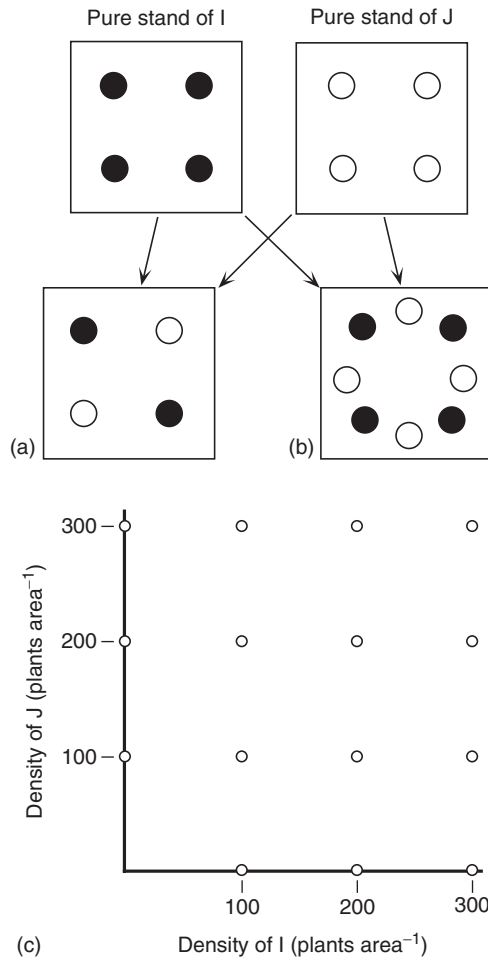 Pure stand of I
Pure stand of J
(a)
(b)
300
200
100
Density of J (plants area⁻¹)
100
200
300
(c)
Density of I (plants area⁻¹)